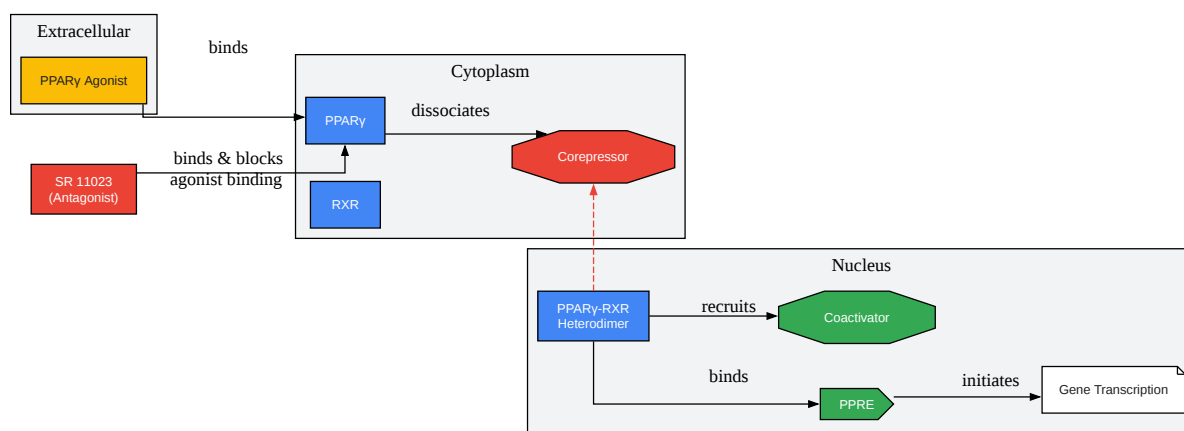 Extracellular
PPARγ Agonist
binds
Cytoplasm
PPARγ
dissociates
Corepressor
binds & blocks
agonist binding
SR 11023
(Antagonist)
RXR
Nucleus
PPARγ-RXR
Heterodimer
recruits
Coactivator
binds
PPRE
initiates
Gene Transcription